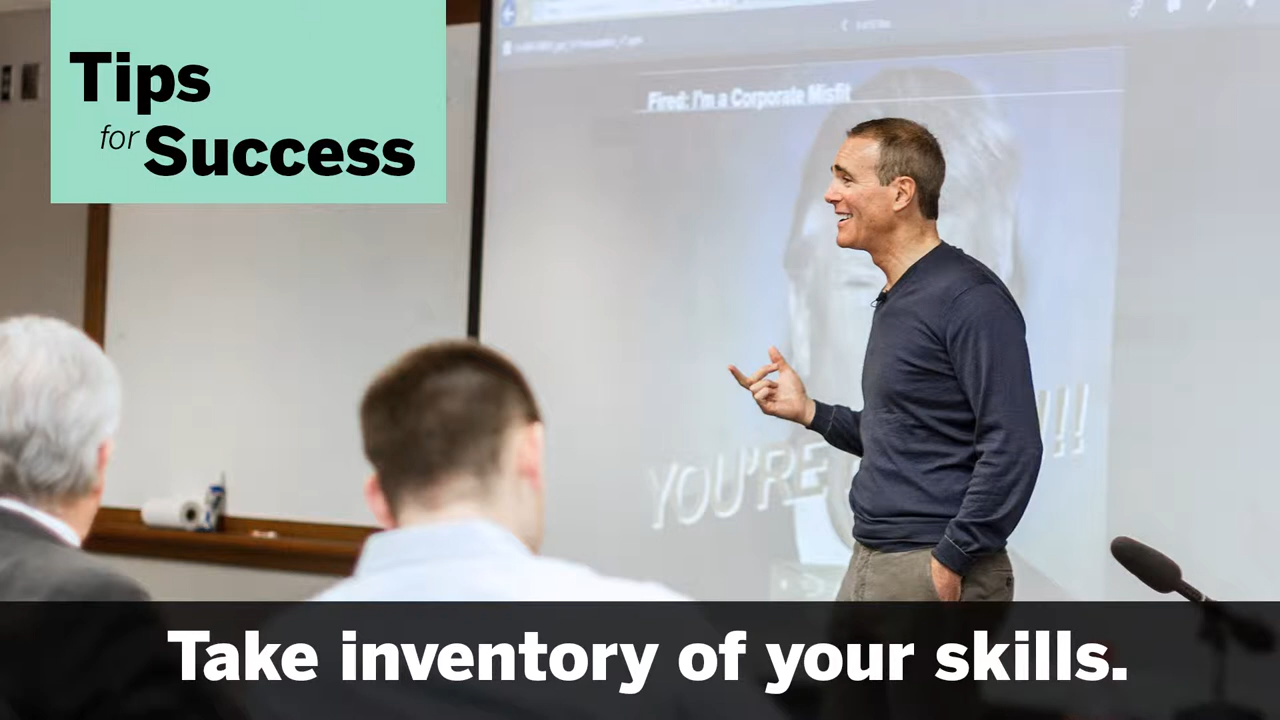 Tips
for Success
Fired: I'm a Corporate Misfit
YOU'RE
!!
Take inventory of your skills.